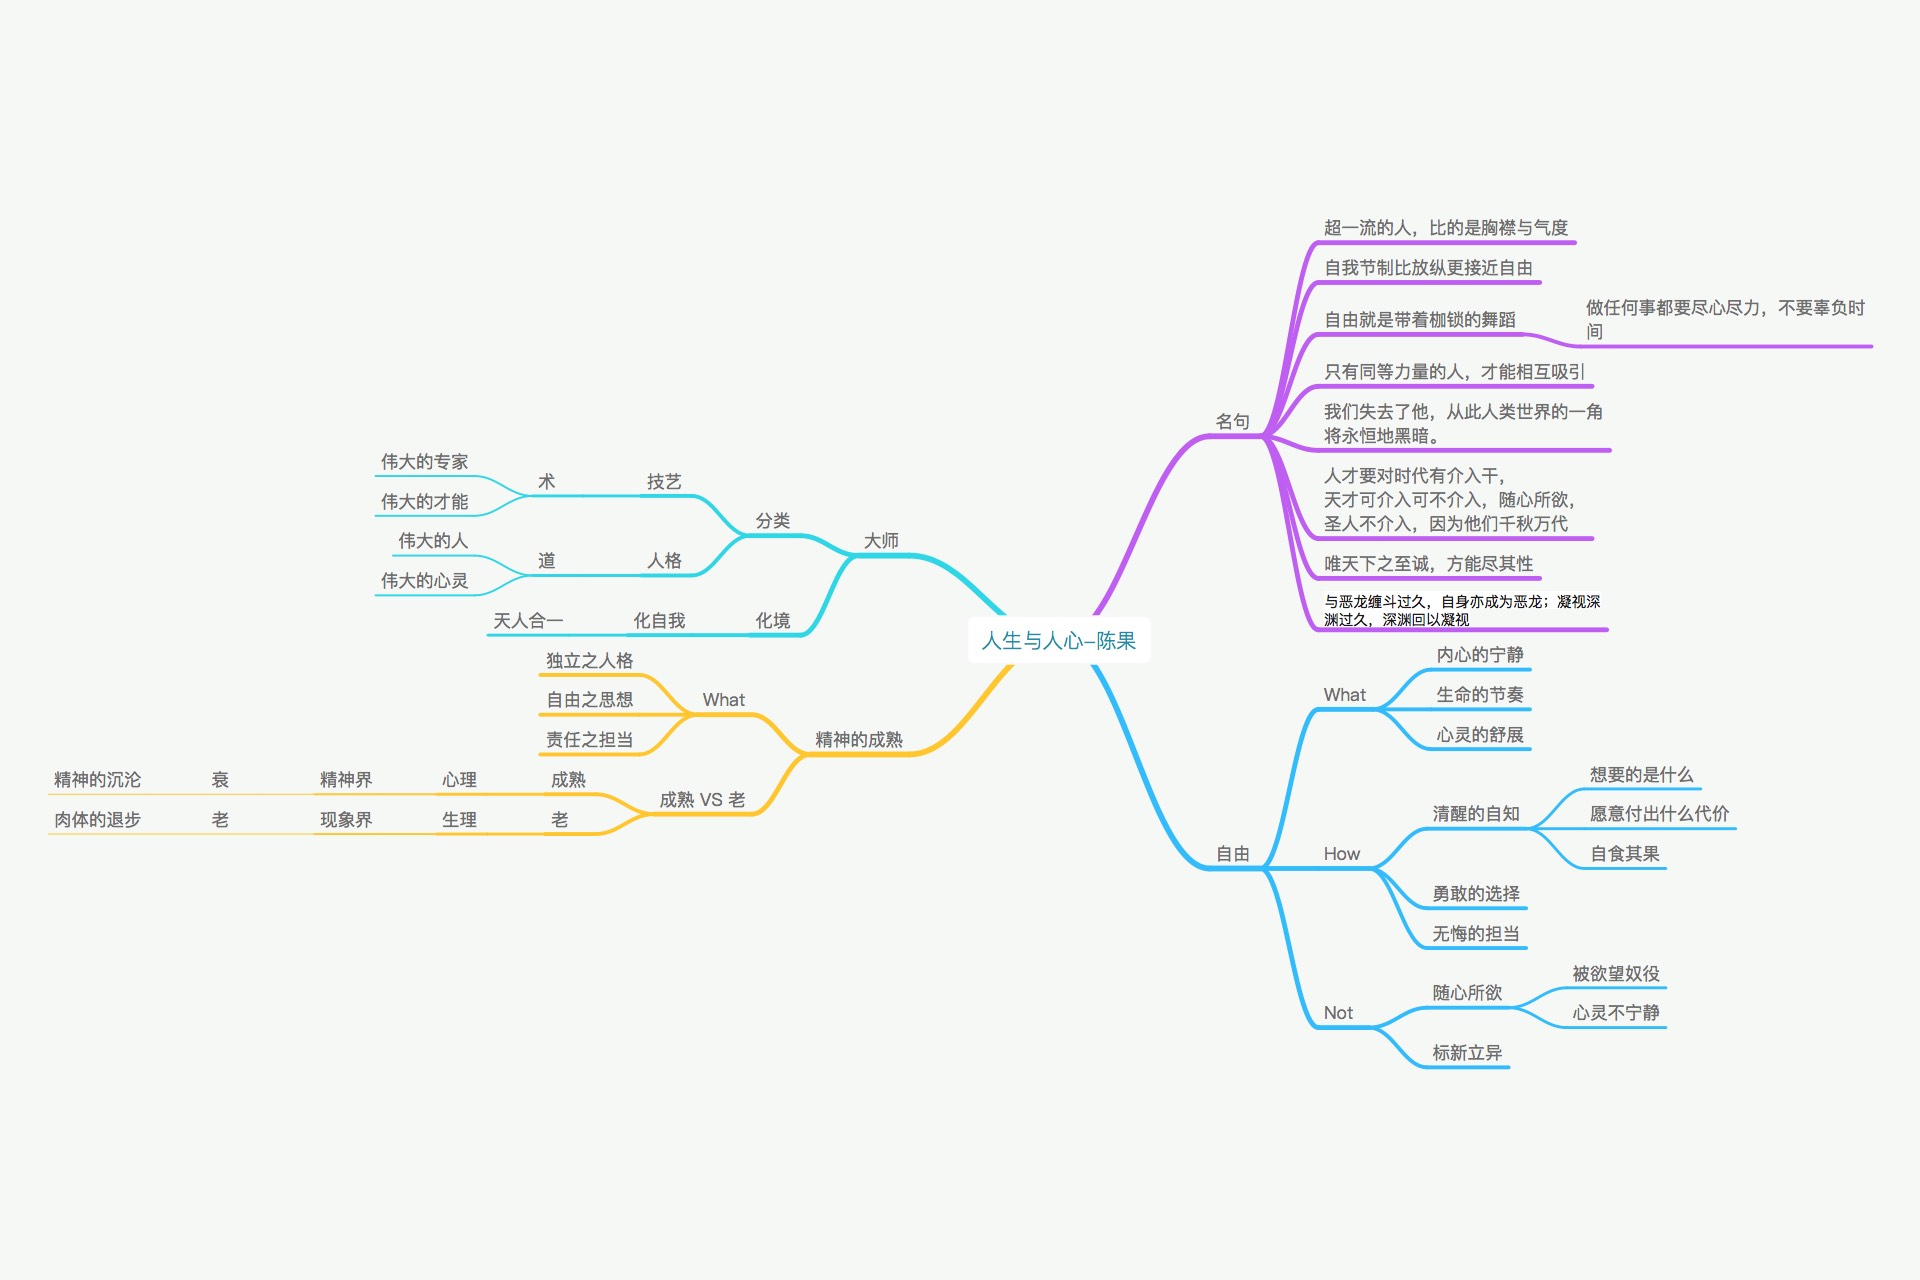 人生与人心–陈果
名句
超一流的人，比的是胸襟与气度
自我节制比放纵更接近自由
自由就是带着枷锁的舞蹈
做任何事都要尽心尽力，不要辜负时
间
只有同等力量的人，才能相互吸引
我们失去了他，从此人类世界的一角
将永恒地黑暗。
人才要对时代有介入干，
天才可介入可不介入，随心所欲，
圣人不介入，因为他们千秋万代
唯天下之至诚，方能尽其性
与恶龙缠斗过久，自身亦成为恶龙；凝视深
渊过久，深渊回以凝视
自由
What
内心的宁静
生命的节奏
心灵的舒展
How
清醒的自知
想要的是什么
愿意付出什么代价
自食其果
勇敢的选择
无悔的担当
Not
随心所欲
被欲望奴役
心灵不宁静
标新立异
大师
分类
技艺
术
伟大的专家
伟大的才能
人格
道
伟大的人
伟大的心灵
化境
化自我
天人合一
精神的成熟
What
独立之人格
自由之思想
责任之担当
成熟 VS 老
成熟
心理
精神界
衰
精神的沉沦
老
生理
现象界
老
肉体的退步